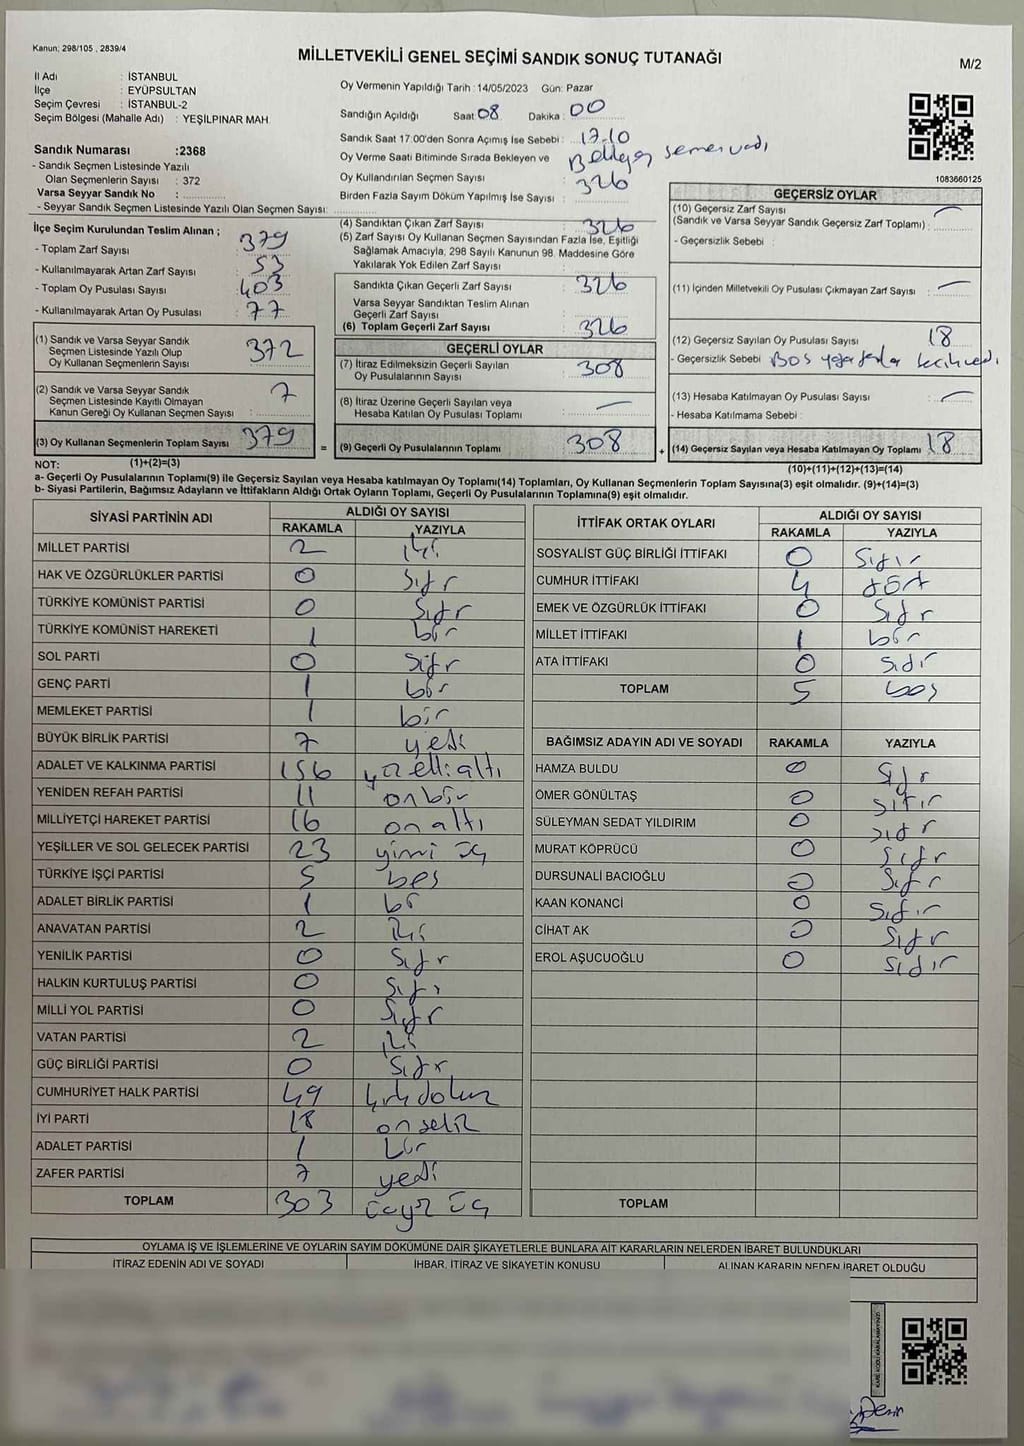 Kanun; 298/105 , 2839/4
MİLLETVEKİLİ GENEL SEÇİMİ SANDIK SONUÇ TUTANAĞI
M/2
İl Adı : İSTANBUL
İlçe : EYÜPSULTAN
Seçim Çevresi : İSTANBUL-2
Seçim Bölgesi (Mahalle Adı) : YEŞİLPINAR MAH
Sandık Numarası :2368
- Sandık Seçmen Listesinde Yazılı
Olan Seçmenlerin Sayısı : 372
Varsa Seyyar Sandık No :
- Seyyar Sandık Seçmen Listesinde Yazılı Olan Seçmen Sayısı:
Oy Vermenin Yapıldığı Tarih : 14/05/2023 Gün: Pazar
Sandığın Açıldığı Saat 08 Dakika : 00
Sandık Saat 17.00'den Sonra Açımış İse Sebebi : 17.10
Oy Verme Saati Bitiminde Sırada Bekleyen ve
Oy Kullandırılan Seçmen Sayısı : 326
Birden Fazla Sayım Döküm Yapılmış İse Sayısı :
1083660125
İlçe Seçim Kurulundan Teslim Alınan ;
- Toplam Zarf Sayısı : 379
- Kullanılmayarak Artan Zarf Sayısı : 53
- Toplam Oy Pusulası Sayısı : 403
- Kullanılmayarak Artan Oy Pusulası : 77
(1) Sandık ve Varsa Seyyar Sandık
Seçmen Listesinde Yazılı Olup
Oy Kullanan Seçmenlerin Sayısı : 372
(2) Sandık ve Varsa Seyyar Sandık
Seçmen Listesinde Kayıtlı Olmayan
Kanun Gereği Oy Kullanan Seçmen Sayısı : 7
(3) Oy Kullanan Seçmenlerin Toplam Sayısı 379
(1)+(2)=(3)
(4) Sandıktan Çıkan Zarf Sayısı : 326
(5) Zarf Sayısı Oy Kullanan Seçmen Sayısından Fazla İse, Eşitliği
Sağlamak Amacıyla, 298 Sayılı Kanunun 98. Maddesine Göre
Yakılarak Yok Edilen Zarf Sayısı :
Sandıkta Çıkan Geçerli Zarf Sayısı : 326
Varsa Seyyar Sandıktan Teslim Alınan
Geçerli Zarf Sayısı :
(6) Toplam Geçerli Zarf Sayısı : 326
GEÇERLİ OYLAR
(7) İtiraz Edilmeksizin Geçerli Sayılan
Oy Pusulalarının Sayısı : 308
(8) İtiraz Üzerine Geçerli Sayılan veya
Hesaba Katılan Oy Pusulası Toplamı : —
= (9) Geçerli Oy Pusulalarının Toplamı : 308
GEÇERSİZ OYLAR
(10) Geçersiz Zarf Sayısı
(Sandık ve Varsa Seyyar Sandık Geçersiz Zarf Toplamı) : —
- Geçersizlik Sebebi :
(11) İçinden Milletvekili Oy Pusulası Çıkmayan Zarf Sayısı : —
(12) Geçersiz Sayılan Oy Pusulası Sayısı : 18
- Geçersizlik Sebebi :
(13) Hesaba Katılmayan Oy Pusulası Sayısı : —
- Hesaba Katılmama Sebebi :
+ (14) Geçersiz Sayılan veya Hesaba Katılmayan Oy Toplamı 18
(10)+(11)+(12)+(13)=(14)
NOT:
a- Geçerli Oy Pusulalarının Toplamı(9) ile Geçersiz Sayılan veya Hesaba katılmayan Oy Toplamı(14) Toplamları, Oy Kullanan Seçmenlerin Toplam Sayısına(3) eşit olmalıdır. (9)+(14)=(3)
b- Siyasi Partilerin, Bağımsız Adayların ve İttifakların Aldığı Ortak Oyların Toplamı, Geçerli Oy Pusulalarının Toplamına(9) eşit olmalıdır.
SİYASİ PARTİNİN ADI ALDIĞI OY SAYISI
RAKAMLA YAZIYLA
MİLLET PARTİSİ 2 iki
HAK VE ÖZGÜRLÜKLER PARTİSİ 0 Sıfır
TÜRKİYE KOMÜNİST PARTİSİ 0 Sıfır
TÜRKİYE KOMÜNİST HAREKETİ 1 bir
SOL PARTİ 0 Sıfır
GENÇ PARTİ 1 bir
MEMLEKET PARTİSİ 1 bir
BÜYÜK BİRLİK PARTİSİ 7 yedi
ADALET VE KALKINMA PARTİSİ 156 yüz elli altı
YENİDEN REFAH PARTİSİ 11 onbir
MİLLİYETÇİ HAREKET PARTİSİ 16 on altı
YEŞİLLER VE SOL GELECEK PARTİSİ 23 yirmi üç
TÜRKİYE İŞÇİ PARTİSİ 5 beş
ADALET BİRLİK PARTİSİ 1 bir
ANAVATAN PARTİSİ 2 iki
YENİLİK PARTİSİ 0 Sıfır
HALKIN KURTULUŞ PARTİSİ 0 Sıfır
MİLLİ YOL PARTİSİ 0 Sıfır
VATAN PARTİSİ 2 iki
GÜÇ BİRLİĞİ PARTİSİ 0 Sıfır
CUMHURİYET HALK PARTİSİ 49 kırk dokuz
İYİ PARTİ 18 on sekiz
ADALET PARTİSİ 1 bir
ZAFER PARTİSİ 7 yedi
TOPLAM 303 üçyüz üç
İTTİFAK ORTAK OYLARI ALDIĞI OY SAYISI
RAKAMLA YAZIYLA
SOSYALİST GÜÇ BİRLİĞİ İTTİFAKI 0 Sıfır
CUMHUR İTTİFAKI 4 dört
EMEK VE ÖZGÜRLÜK İTTİFAKI 0 Sıfır
MİLLET İTTİFAKI 1 bir
ATA İTTİFAKI 0 Sıfır
TOPLAM 5 beş
BAĞIMSIZ ADAYIN ADI VE SOYADI RAKAMLA YAZIYLA
HAMZA BULDU 0 Sıfır
ÖMER GÖNÜLTAŞ 0 sıfır
SÜLEYMAN SEDAT YILDIRIM 0 sıfır
MURAT KÖPRÜCÜ 0 Sıfır
DURSUNALİ BACIOĞLU 0 Sıfır
KAAN KONANCİ 0 Sıfır
CİHAT AK 0 Sıfır
EROL AŞUCUOĞLU 0 Sıfır
TOPLAM
OYLAMA İŞ VE İŞLEMLERİNE VE OYLARIN SAYIM DÖKÜMÜNE DAİR ŞİKAYETLERLE BUNLARA AİT KARARLARIN NELERDEN İBARET BULUNDUKLARI
İTİRAZ EDENİN ADI VE SOYADI İHBAR, İTİRAZ VE ŞİKAYETİN KONUSU ALINAN KARARIN NEDEN İBARET OLDUĞU